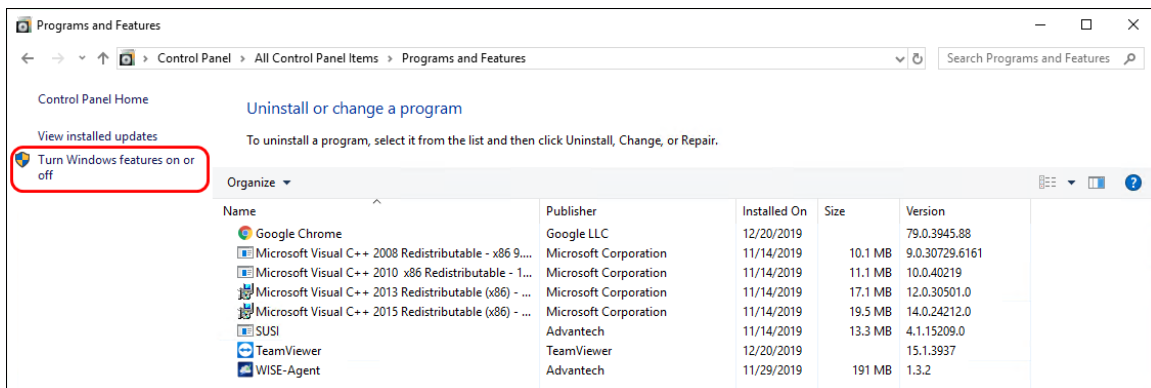 Programs and Features
Control Panel > All Control Panel Items > Programs and Features
Search Programs and Features
Control Panel Home
View installed updates
Turn Windows features on or
off
Uninstall or change a program
To uninstall a program, select it from the list and then click Uninstall, Change, or Repair.
Organize
Name Publisher Installed On Size Version
Google Chrome Google LLC 12/20/2019 79.0.3945.88
Microsoft Visual C++ 2008 Redistributable - x86 9.... Microsoft Corporation 11/14/2019 10.1 MB 9.0.30729.6161
Microsoft Visual C++ 2010 x86 Redistributable - 1... Microsoft Corporation 11/14/2019 11.1 MB 10.0.40219
Microsoft Visual C++ 2013 Redistributable (x86) - ... Microsoft Corporation 11/14/2019 17.1 MB 12.0.30501.0
Microsoft Visual C++ 2015 Redistributable (x86) - ... Microsoft Corporation 11/14/2019 19.5 MB 14.0.24212.0
SUSI Advantech 11/14/2019 13.3 MB 4.1.15209.0
TeamViewer TeamViewer 12/20/2019 15.1.3937
WISE-Agent Advantech 11/29/2019 191 MB 1.3.2